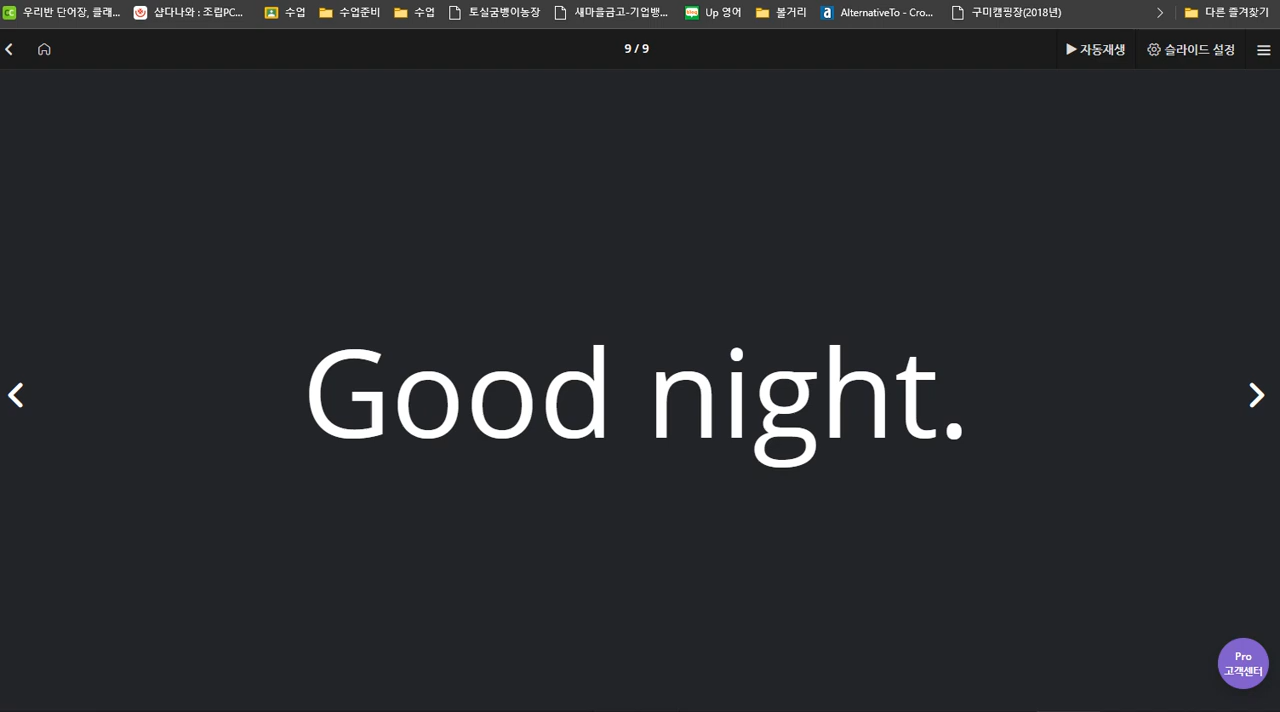 우리반 단어장, 클래... 샵다나와 : 조립PC... 수업 수업준비 수업 토실굼벵이농장 새마을금고-기업뱅... Up 영어 볼거리 AlternativeTo - Cro... 구미캠핑장(2018년) 다른 즐겨찾기
9 / 9 자동재생 슬라이드 설정
Good night.
Pro
고객센터